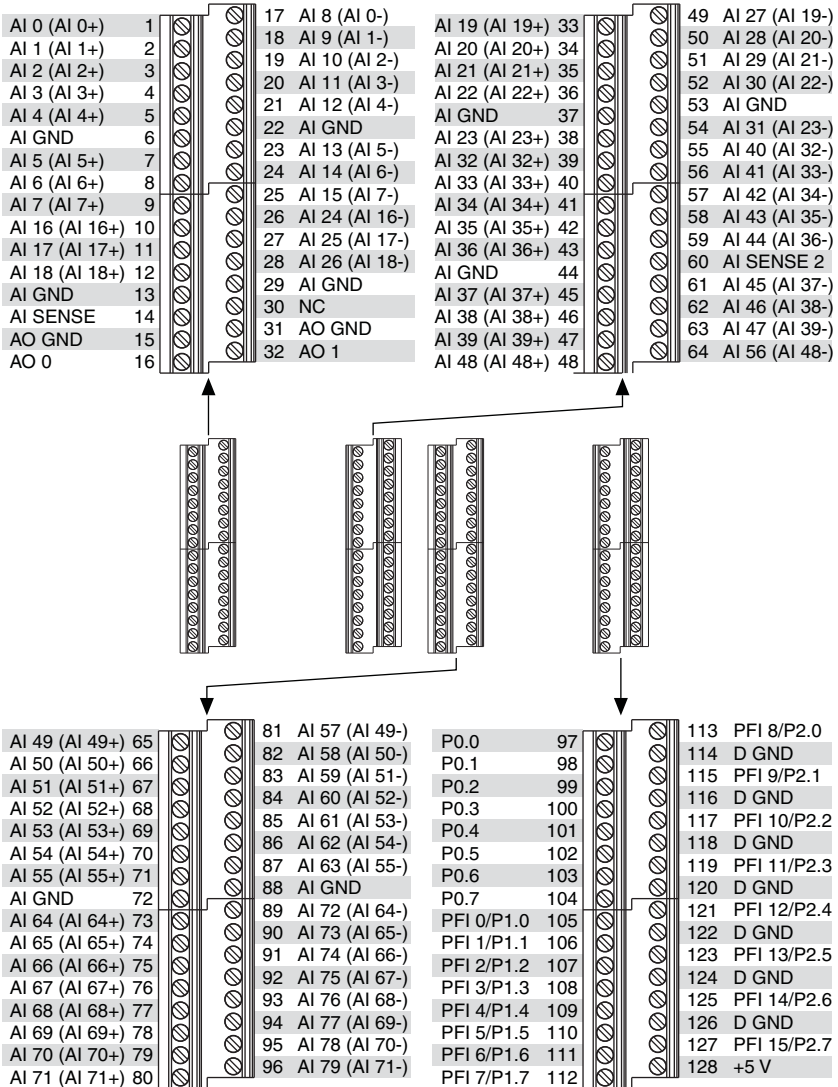 AI 0 (AI 0+) 1
AI 1 (AI 1+) 2
AI 2 (AI 2+) 3
AI 3 (AI 3+) 4
AI 4 (AI 4+) 5
AI GND 6
AI 5 (AI 5+) 7
AI 6 (AI 6+) 8
AI 7 (AI 7+) 9
AI 16 (AI 16+) 10
AI 17 (AI 17+) 11
AI 18 (AI 18+) 12
AI GND 13
AI SENSE 14
AO GND 15
AO 0 16
17 AI 8 (AI 0-)
18 AI 9 (AI 1-)
19 AI 10 (AI 2-)
20 AI 11 (AI 3-)
21 AI 12 (AI 4-)
22 AI GND
23 AI 13 (AI 5-)
24 AI 14 (AI 6-)
25 AI 15 (AI 7-)
26 AI 24 (AI 16-)
27 AI 25 (AI 17-)
28 AI 26 (AI 18-)
29 AI GND
30 NC
31 AO GND
32 AO 1
AI 19 (AI 19+) 33
AI 20 (AI 20+) 34
AI 21 (AI 21+) 35
AI 22 (AI 22+) 36
AI GND 37
AI 23 (AI 23+) 38
AI 32 (AI 32+) 39
AI 33 (AI 33+) 40
AI 34 (AI 34+) 41
AI 35 (AI 35+) 42
AI 36 (AI 36+) 43
AI GND 44
AI 37 (AI 37+) 45
AI 38 (AI 38+) 46
AI 39 (AI 39+) 47
AI 48 (AI 48+) 48
49 AI 27 (AI 19-)
50 AI 28 (AI 20-)
51 AI 29 (AI 21-)
52 AI 30 (AI 22-)
53 AI GND
54 AI 31 (AI 23-)
55 AI 40 (AI 32-)
56 AI 41 (AI 33-)
57 AI 42 (AI 34-)
58 AI 43 (AI 35-)
59 AI 44 (AI 36-)
60 AI SENSE 2
61 AI 45 (AI 37-)
62 AI 46 (AI 38-)
63 AI 47 (AI 39-)
64 AI 56 (AI 48-)
AI 49 (AI 49+) 65
AI 50 (AI 50+) 66
AI 51 (AI 51+) 67
AI 52 (AI 52+) 68
AI 53 (AI 53+) 69
AI 54 (AI 54+) 70
AI 55 (AI 55+) 71
AI GND 72
AI 64 (AI 64+) 73
AI 65 (AI 65+) 74
AI 66 (AI 66+) 75
AI 67 (AI 67+) 76
AI 68 (AI 68+) 77
AI 69 (AI 69+) 78
AI 70 (AI 70+) 79
AI 71 (AI 71+) 80
81 AI 57 (AI 49-)
82 AI 58 (AI 50-)
83 AI 59 (AI 51-)
84 AI 60 (AI 52-)
85 AI 61 (AI 53-)
86 AI 62 (AI 54-)
87 AI 63 (AI 55-)
88 AI GND
89 AI 72 (AI 64-)
90 AI 73 (AI 65-)
91 AI 74 (AI 66-)
92 AI 75 (AI 67-)
93 AI 76 (AI 68-)
94 AI 77 (AI 69-)
95 AI 78 (AI 70-)
96 AI 79 (AI 71-)
P0.0 97
P0.1 98
P0.2 99
P0.3 100
P0.4 101
P0.5 102
P0.6 103
P0.7 104
PFI 0/P1.0 105
PFI 1/P1.1 106
PFI 2/P1.2 107
PFI 3/P1.3 108
PFI 4/P1.4 109
PFI 5/P1.5 110
PFI 6/P1.6 111
PFI 7/P1.7 112
113 PFI 8/P2.0
114 D GND
115 PFI 9/P2.1
116 D GND
117 PFI 10/P2.2
118 D GND
119 PFI 11/P2.3
120 D GND
121 PFI 12/P2.4
122 D GND
123 PFI 13/P2.5
124 D GND
125 PFI 14/P2.6
126 D GND
127 PFI 15/P2.7
128 +5 V